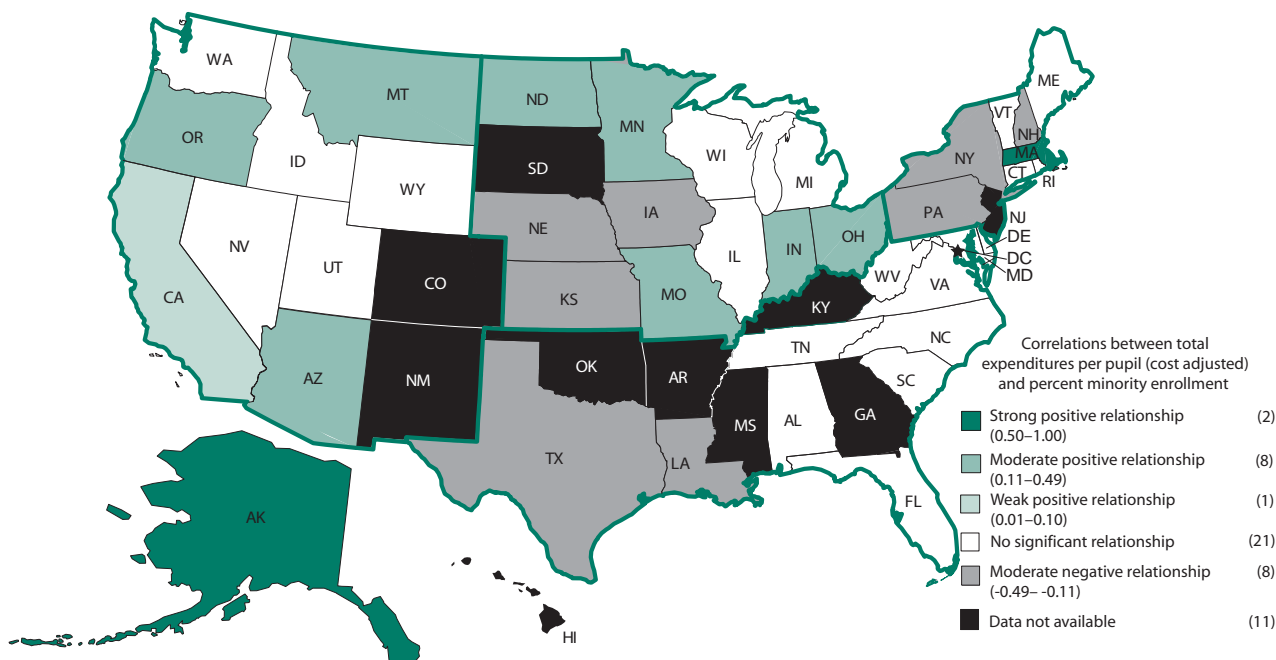 WA
MT
ND
MN
OR
ID
WY
SD
WI
MI
ME
VT
NH
NY
MA
CT
RI
NV
UT
CO
NE
IA
PA
NJ
DE
DC
MD
CA
KS
MO
IL
IN
OH
WV
VA
KY
AZ
NM
OK
AR
TN
NC
SC
TX
LA
MS
AL
GA
FL
AK
HI
Correlations between total
expenditures per pupil (cost adjusted)
and percent minority enrollment
Strong positive relationship (2)
(0.50–1.00)
Moderate positive relationship (8)
(0.11–0.49)
Weak positive relationship (1)
(0.01–0.10)
No significant relationship (21)
Moderate negative relationship (8)
(-0.49– -0.11)
Data not available (11)